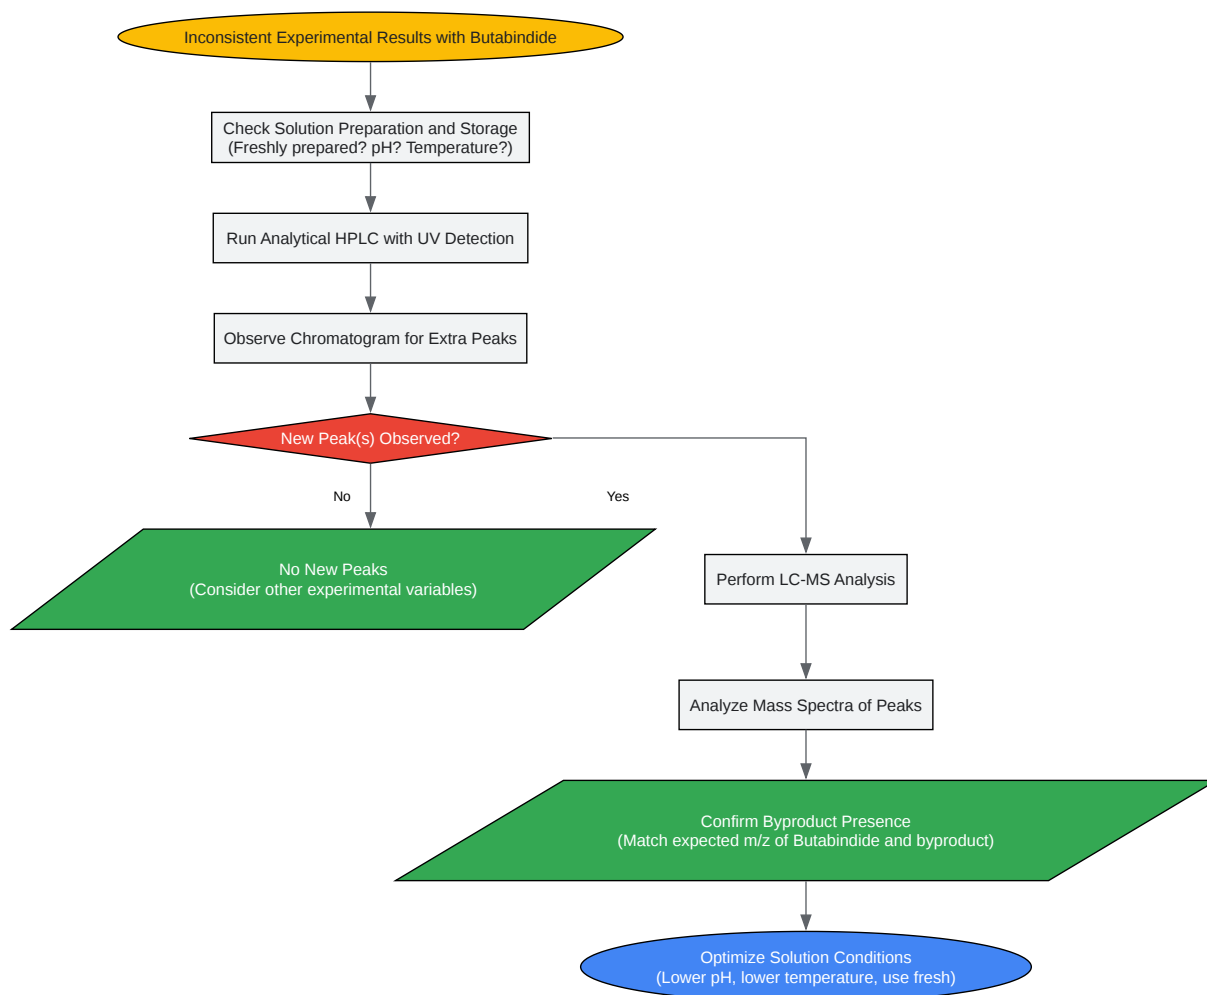 Inconsistent Experimental Results with Butabindide
Check Solution Preparation and Storage
(Freshly prepared? pH? Temperature?)
Run Analytical HPLC with UV Detection
Observe Chromatogram for Extra Peaks
New Peak(s) Observed?
No
Yes
No New Peaks
(Consider other experimental variables)
Perform LC-MS Analysis
Analyze Mass Spectra of Peaks
Confirm Byproduct Presence
(Match expected m/z of Butabindide and byproduct)
Optimize Solution Conditions
(Lower pH, lower temperature, use fresh)